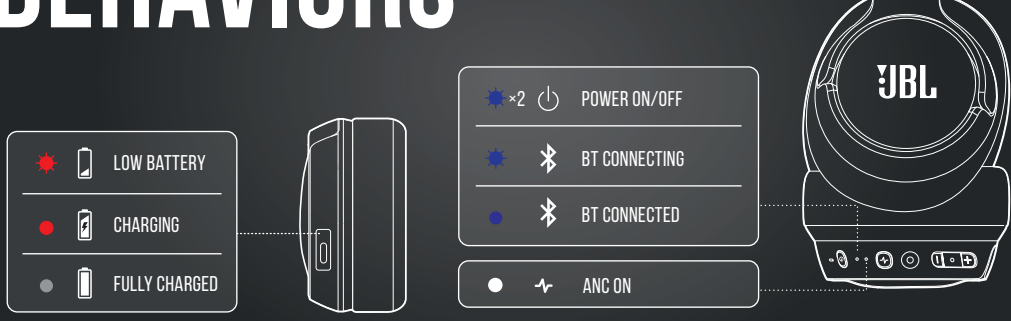 BEHAVIORS
LOW BATTERY
CHARGING
FULLY CHARGED
×2 POWER ON/OFF
BT CONNECTING
BT CONNECTED
ANC ON
JBL